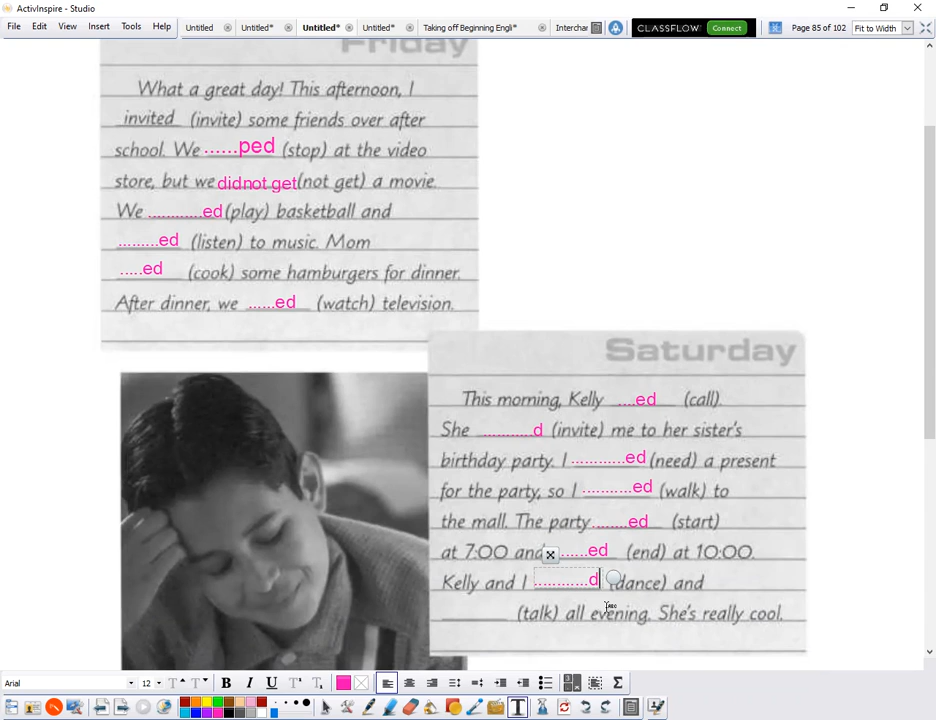 ActivInspire - Studio
File Edit View Insert Tools Help Untitled Untitled* Untitled* Untitled* Taking off Beginning Engli* Interchar CLASSFLOW Connect Page 85 of 102 Fit to Width
Friday
What a great day! This afternoon, I
invited (invite) some friends over after
school. We ......ped (stop) at the video
store, but we didnot get (not get) a movie.
We ............ed (play) basketball and
.........ed (listen) to music. Mom
.....ed (cook) some hamburgers for dinner.
After dinner, we ......ed (watch) television.
Saturday
This morning, Kelly ....ed (call).
She ...........d (invite) me to her sister's
birthday party. I ............ed (need) a present
for the party, so I ...........ed (walk) to
the mall. The party .......ed (start)
at 7:00 and ......ed (end) at 10:00.
Kelly and I ............d (dance) and
________ (talk) all evening. She's really cool.
Arial 12 B I U